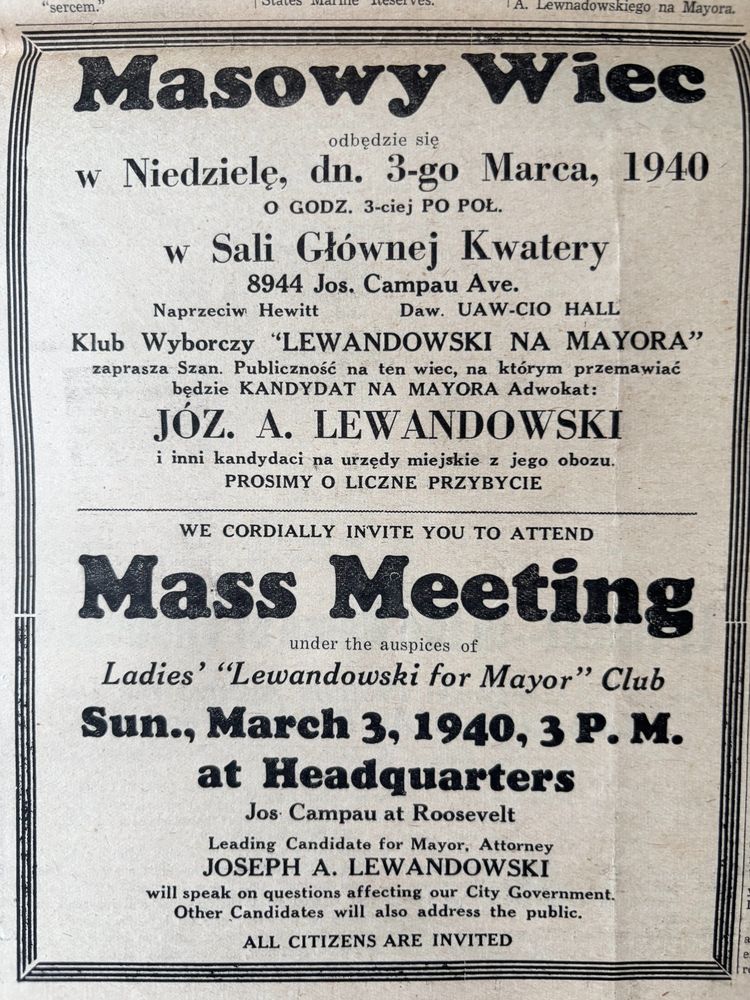 "sercem."
States Marine Reserves.
A. Lewnadowskiego na Mayora.
Masowy Wiec
odbędzie się
w Niedzielę, dn. 3-go Marca, 1940
O GODZ. 3-ciej PO POŁ.
w Sali Głównej Kwatery
8944 Jos. Campau Ave.
Naprzeciw Hewitt Daw. UAW-CIO HALL
Klub Wyborczy "LEWANDOWSKI NA MAYORA"
zaprasza Szan. Publiczność na ten wiec, na którym przemawiać
będzie KANDYDAT NA MAYORA Adwokat:
JÓZ. A. LEWANDOWSKI
i inni kandydaci na urzędy miejskie z jego obozu.
PROSIMY O LICZNE PRZYBYCIE
WE CORDIALLY INVITE YOU TO ATTEND
Mass Meeting
under the auspices of
Ladies' "Lewandowski for Mayor" Club
Sun., March 3, 1940, 3 P. M.
at Headquarters
Jos. Campau at Roosevelt
Leading Candidate for Mayor, Attorney
JOSEPH A. LEWANDOWSKI
will speak on questions affecting our City Government.
Other Candidates will also address the public.
ALL CITIZENS ARE INVITED